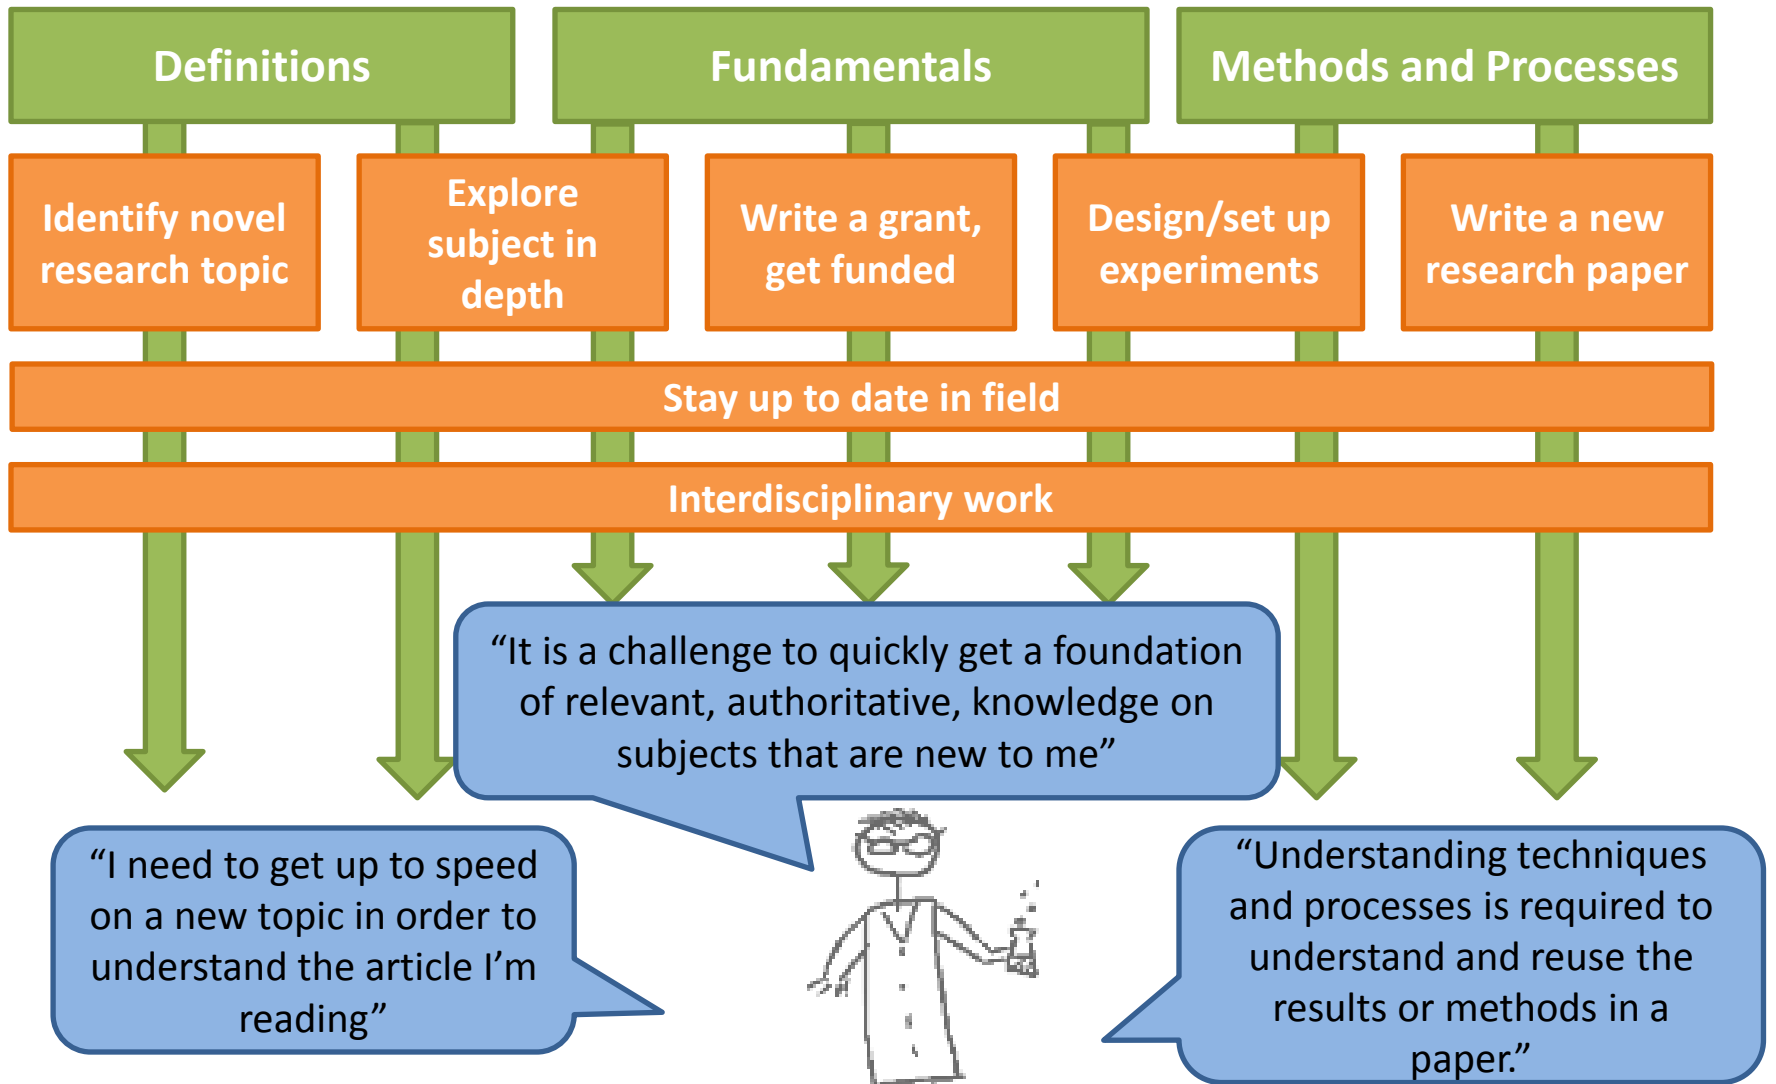 Definitions
Fundamentals
Methods and Processes
Identify novel
research topic
Explore
subject in
depth
Write a grant,
get funded
Design/set up
experiments
Write a new
research paper
Stay up to date in field
Interdisciplinary work
“It is a challenge to quickly get a foundation
of relevant, authoritative, knowledge on
subjects that are new to me”
“I need to get up to speed
on a new topic in order to
understand the article I’m
reading”
“Understanding techniques
and processes is required to
understand and reuse the
results or methods in a
paper.”